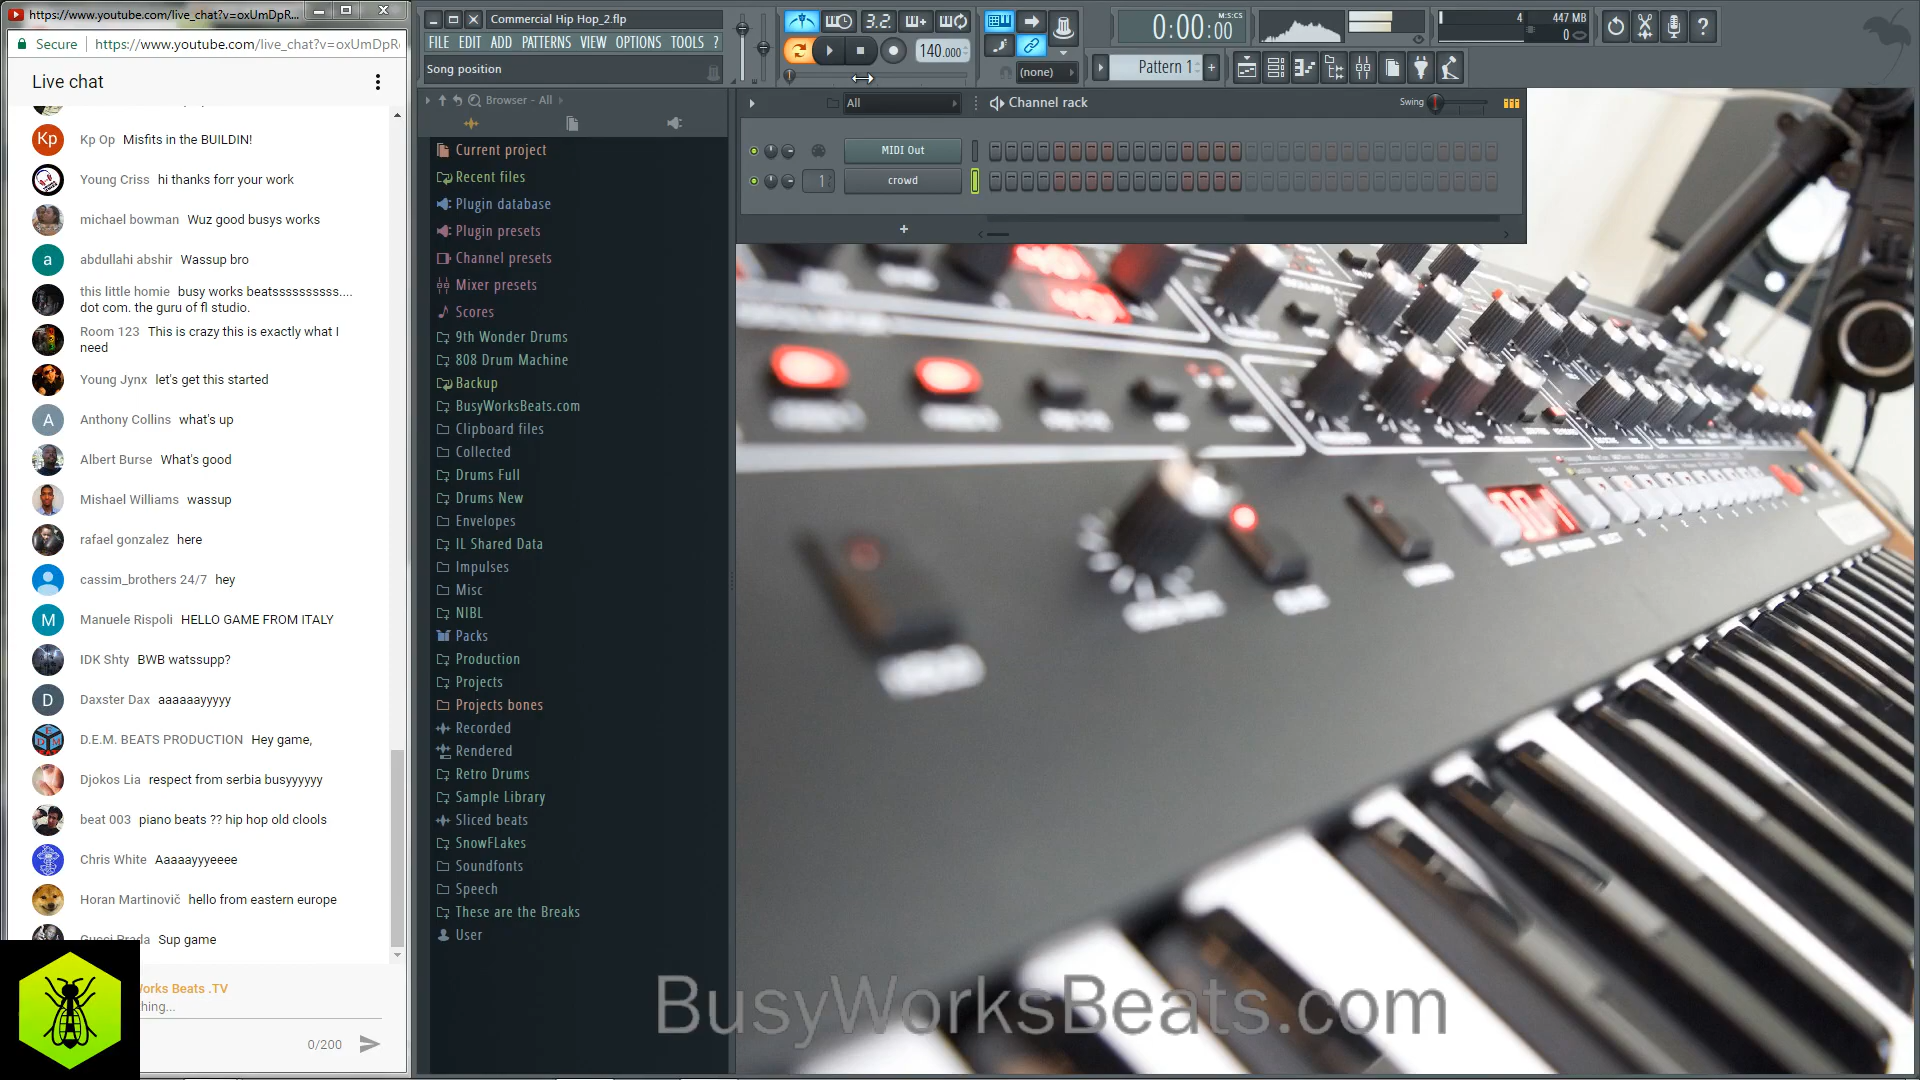 https://www.youtube.com/live_chat?v=oxUmDpR...
Secure
https://www.youtube.com/live_chat?v=oxUmDpR
Live chat
Kp
Kp Op Misfits in the BUILDIN!
Young Criss hi thanks forr your work
michael bowman Wuz good busys works
a
abdullahi abshir Wassup bro
this little homie busy works beatssssssssss....
dot com. the guru of fl studio.
Room 123 This is crazy this is exactly what I
need
Young Jynx let's get this started
A
Anthony Collins what's up
Albert Burse What's good
Mishael Williams wassup
rafael gonzalez here
cassim_brothers 24/7 hey
M
Manuele Rispoli HELLO GAME FROM ITALY
IDK Shty BWB watssupp?
D
Daxster Dax aaaaaayyyyy
D.E.M. BEATS PRODUCTION Hey game,
Djokos Lia respect from serbia busyyyyyy
beat 003 piano beats ?? hip hop old clools
Chris White Aaaaayyyeeee
Horan Martinovič hello from eastern europe
Gucci Prada Sup game
orks Beats .TV
hing...
0/200
Commercial Hip Hop_2.flp
FILE EDIT ADD PATTERNS VIEW OPTIONS TOOLS ?
Song position
3.2.
140.000
(none)
0:00:00
M:S:CS
Pattern 1
4
447 MB
0
Browser - All
Current project
Recent files
Plugin database
Plugin presets
Channel presets
Mixer presets
Scores
9th Wonder Drums
808 Drum Machine
Backup
BusyWorksBeats.com
Clipboard files
Collected
Drums Full
Drums New
Envelopes
IL Shared Data
Impulses
Misc
NIBL
Packs
Production
Projects
Projects bones
Recorded
Rendered
Retro Drums
Sample Library
Sliced beats
SnowFLakes
Soundfonts
Speech
These are the Breaks
User
All
Channel rack
Swing
MIDI Out
1
crowd
BusyWorksBeats.com